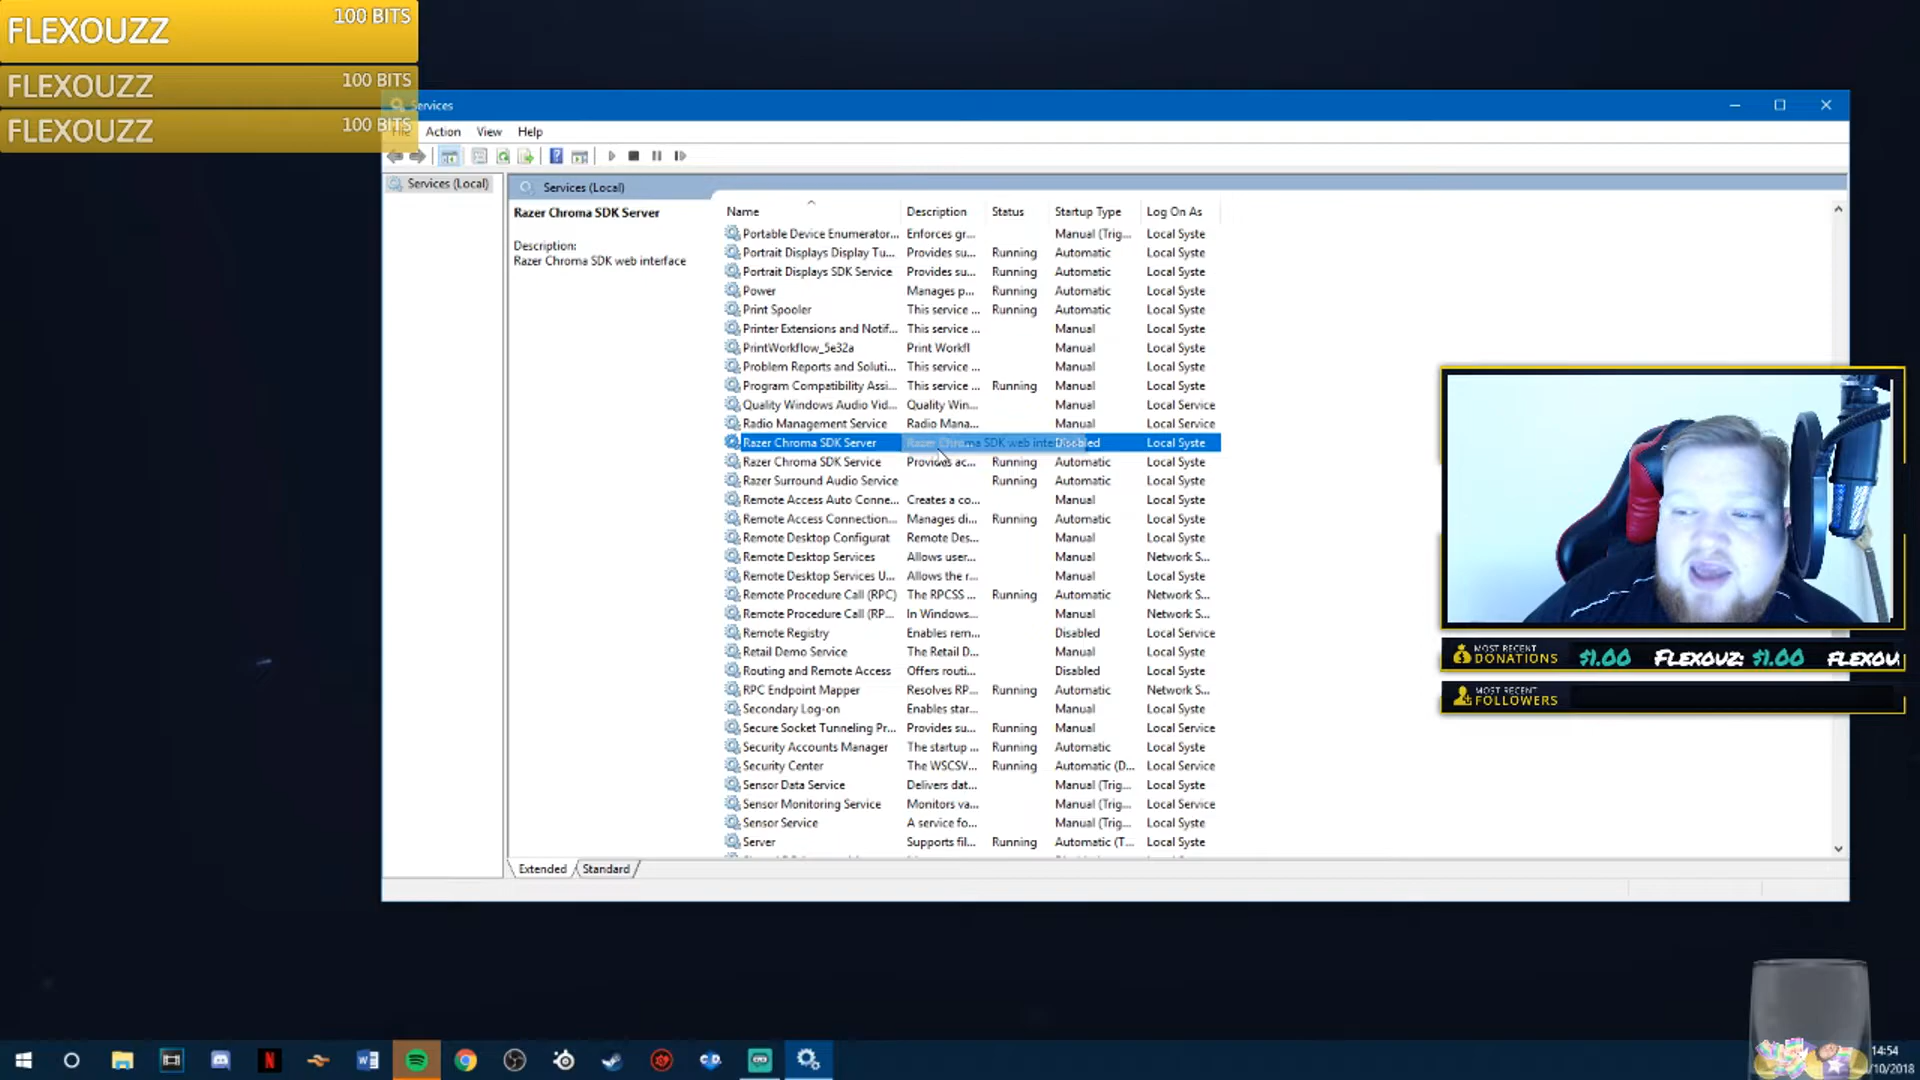 FLEXOUZZ 100 BITS
FLEXOUZZ 100 BITS
FLEXOUZZ 100 BITS
Services
Action View Help
Services (Local)
Services (Local)
Razer Chroma SDK Server
Description:
Razer Chroma SDK web interface
Name Description Status Startup Type Log On As
Portable Device Enumerator... Enforces gr... Manual (Trig... Local Syste
Portrait Displays Display Tu... Provides su... Running Automatic Local Syste
Portrait Displays SDK Service Provides su... Running Automatic Local Syste
Power Manages p... Running Automatic Local Syste
Print Spooler This service ... Running Automatic Local Syste
Printer Extensions and Notif... This service ... Manual Local Syste
PrintWorkflow_5e32a Print Workfl Manual Local Syste
Problem Reports and Soluti... This service ... Manual Local Syste
Program Compatibility Assi... This service ... Running Manual Local Syste
Quality Windows Audio Vid... Quality Win... Manual Local Service
Radio Management Service Radio Mana... Manual Local Service
Razer Chroma SDK Server Razer Chroma SDK web inte Disabled Local Syste
Razer Chroma SDK Service Provides ac... Running Automatic Local Syste
Razer Surround Audio Service Running Automatic Local Syste
Remote Access Auto Conne... Creates a co... Manual Local Syste
Remote Access Connection... Manages di... Running Automatic Local Syste
Remote Desktop Configurat Remote Des... Manual Local Syste
Remote Desktop Services Allows user... Manual Network S...
Remote Desktop Services U... Allows the r... Manual Local Syste
Remote Procedure Call (RPC) The RPCSS ... Running Automatic Network S...
Remote Procedure Call (RP... In Windows... Manual Network S...
Remote Registry Enables rem... Disabled Local Service
Retail Demo Service The Retail D... Manual Local Syste
Routing and Remote Access Offers routi... Disabled Local Syste
RPC Endpoint Mapper Resolves RP... Running Automatic Network S...
Secondary Log-on Enables star... Manual Local Syste
Secure Socket Tunneling Pr... Provides su... Running Manual Local Service
Security Accounts Manager The startup ... Running Automatic Local Syste
Security Center The WSCSV... Running Automatic (D... Local Service
Sensor Data Service Delivers dat... Manual (Trig... Local Syste
Sensor Monitoring Service Monitors va... Manual (Trig... Local Service
Sensor Service A service fo... Manual (Trig... Local Syste
Server Supports fil... Running Automatic (T... Local Syste
Extended Standard
MOST RECENT
DONATIONS $1.00 FLEXOUZ: $1.00 FLEXOU
MOST RECENT
FOLLOWERS
14:54
/10/2018